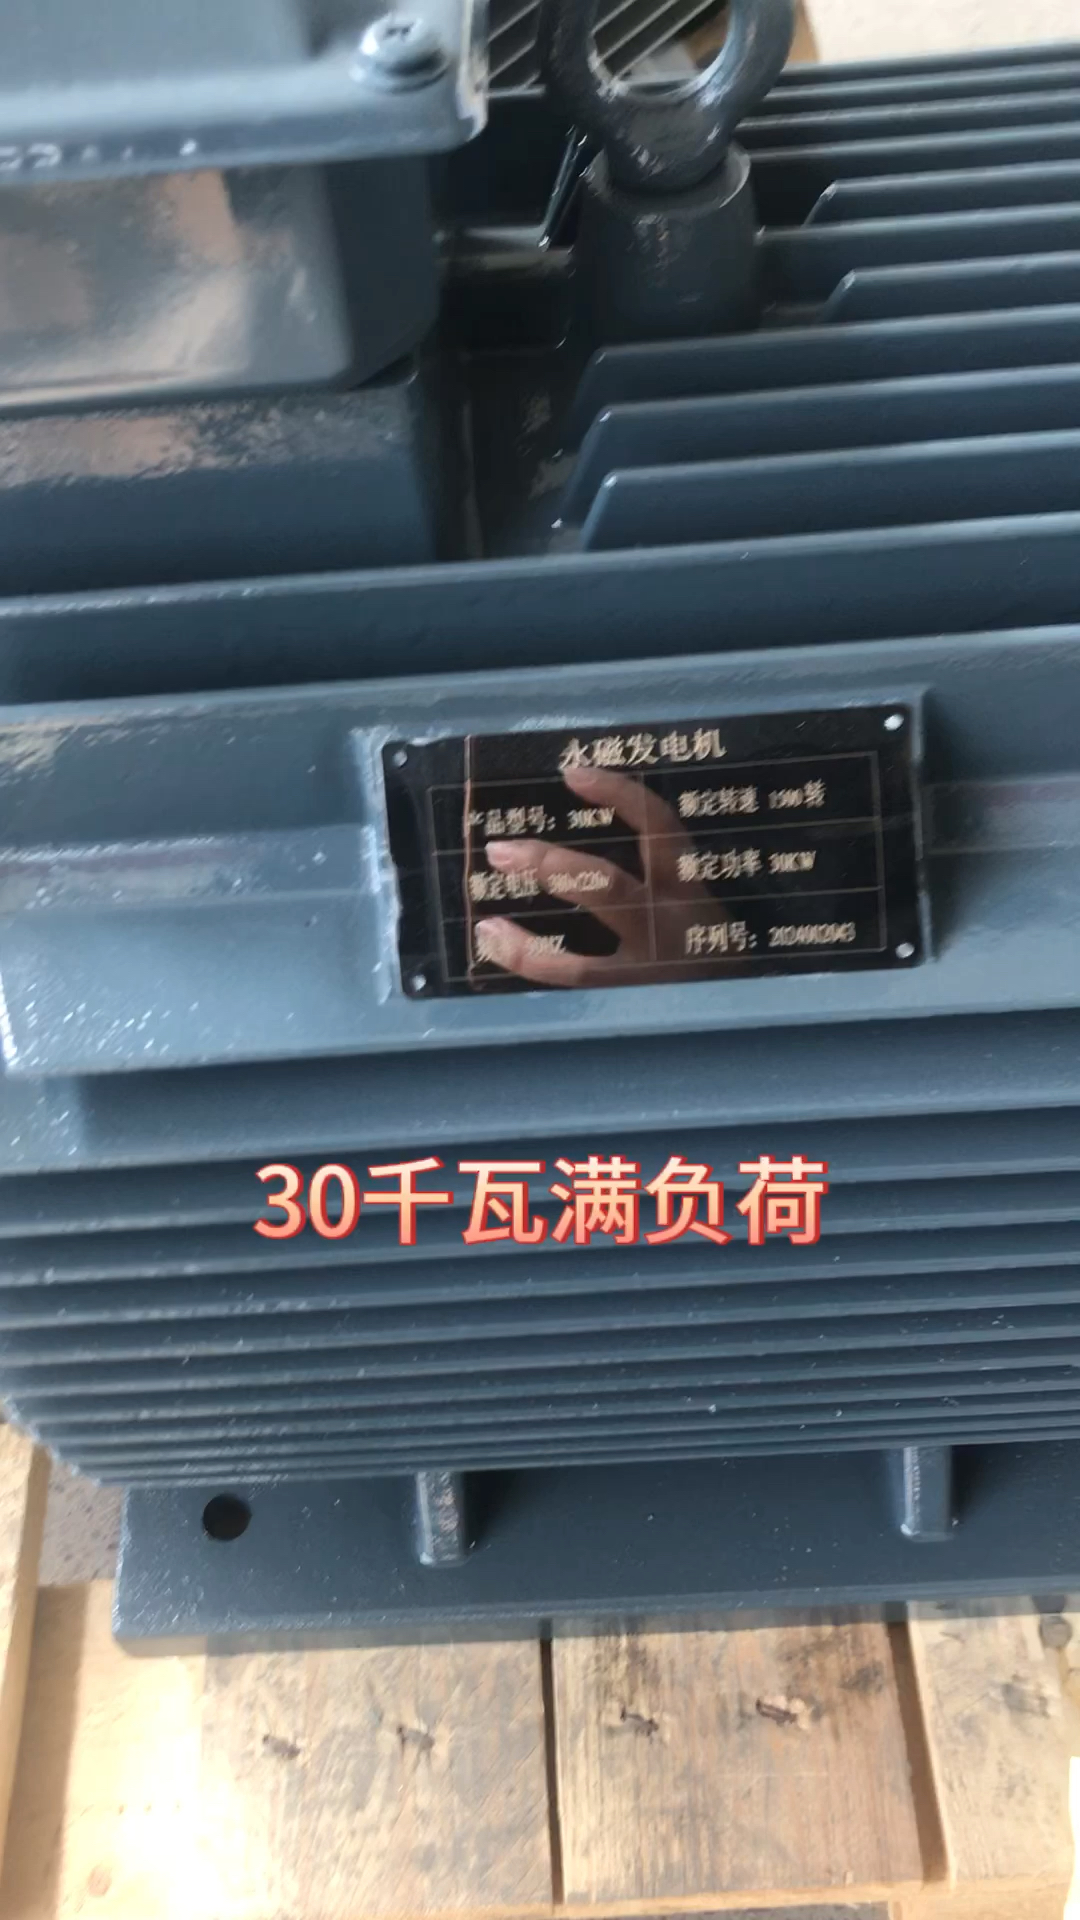 永磁发电机
产品型号: 30KW
额定转速 1500转
额定电压 380v/220v
额定功率 30KW
50HZ
序列号:
30千瓦满负荷